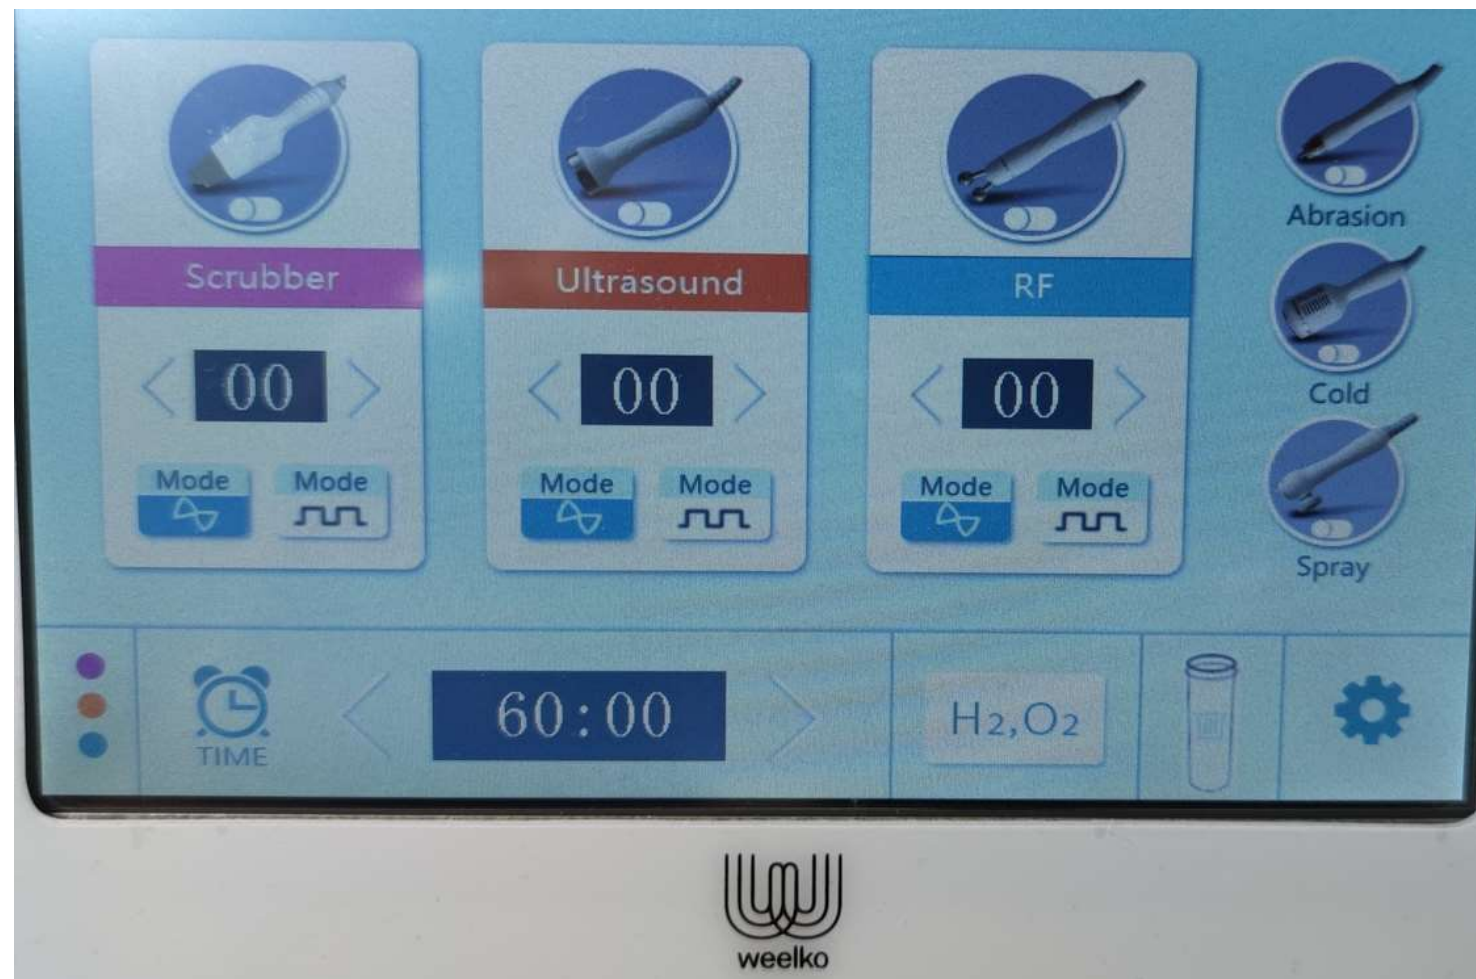 Scrubber
Ultrasound
RF
Abrasion
00
00
00
Cold
Mode
Mode
Mode
Mode
Mode
Mode
Spray
TIME
60:00
H2,O2
weelko